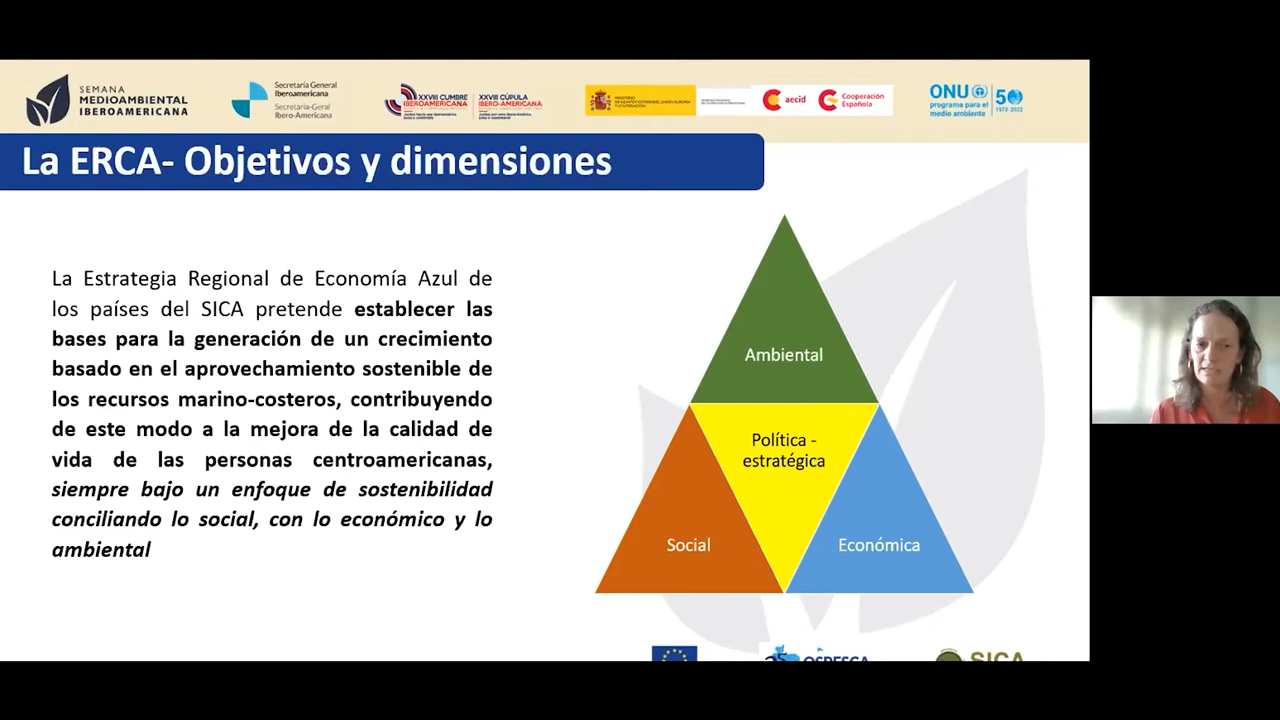 SEMANA
MEDIOAMBIENTAL
IBEROAMERICANA
Secretaría General
Iberoamericana
Secretaria-Geral
Ibero-Americana
XXVIII CUMBRE
IBEROAMERICANA
XXVIII CÚPULA
IBERO-AMERICANA
aecid
Cooperación
Española
ONU
programa para el
medio ambiente
50
1972-2022
La ERCA- Objetivos y dimensiones
La Estrategia Regional de Economía Azul de
los países del SICA pretende establecer las
bases para la generación de un crecimiento
basado en el aprovechamiento sostenible de
los recursos marino-costeros, contribuyendo
de este modo a la mejora de la calidad de
vida de las personas centroamericanas,
siempre bajo un enfoque de sostenibilidad
conciliando lo social, con lo económico y lo
ambiental
Ambiental
Política -
estratégica
Social
Económica
OSPESCA
SICA